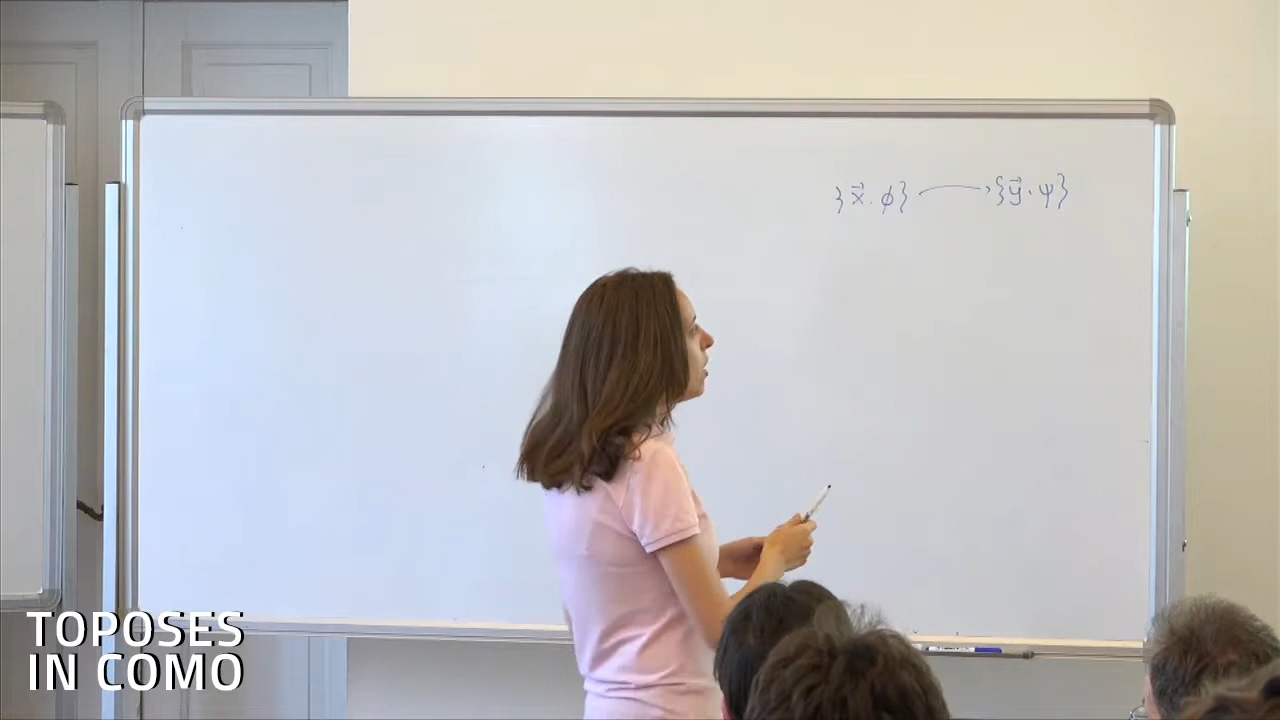 {x⃗. ϕ} ⟶ {y⃗. ψ}
TOPOSES
IN COMO